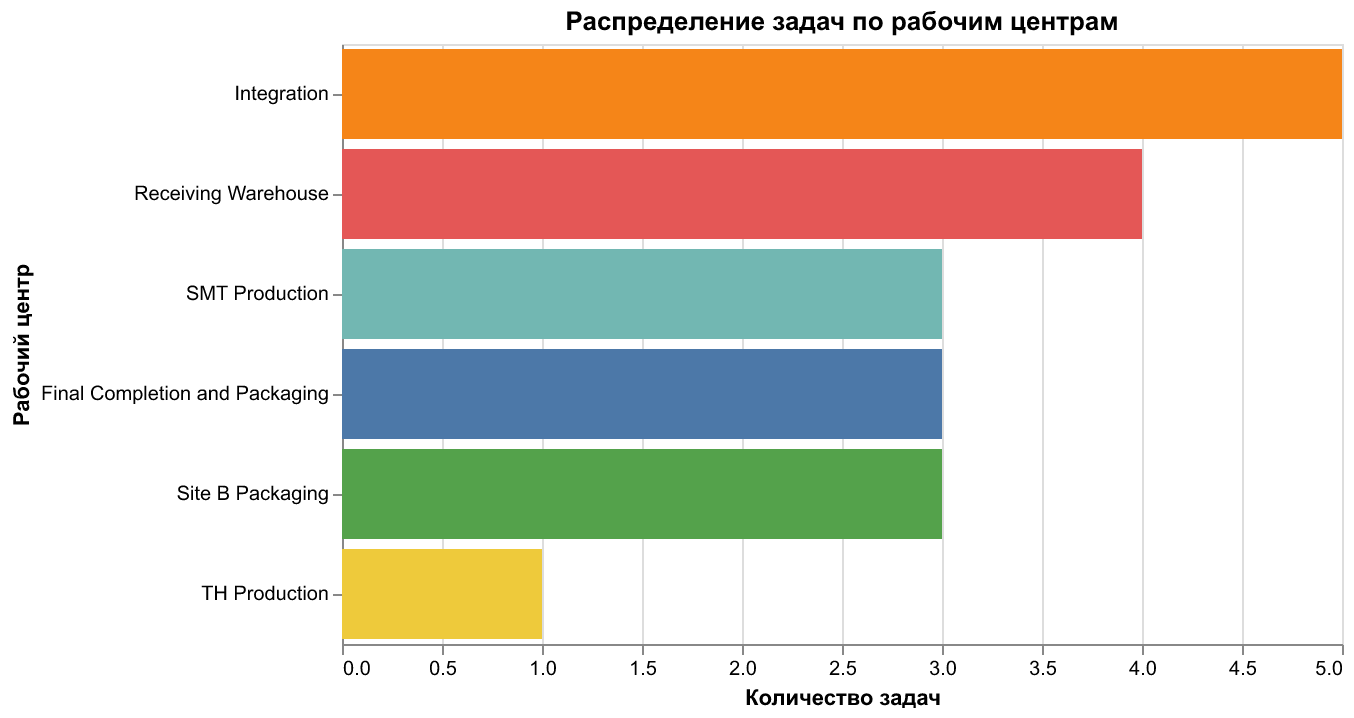 Распределение задач по рабочим центрам
Рабочий центр
Integration
Receiving Warehouse
SMT Production
Final Completion and Packaging
Site B Packaging
TH Production
0.0 0.5 1.0 1.5 2.0 2.5 3.0 3.5 4.0 4.5 5.0
Количество задач